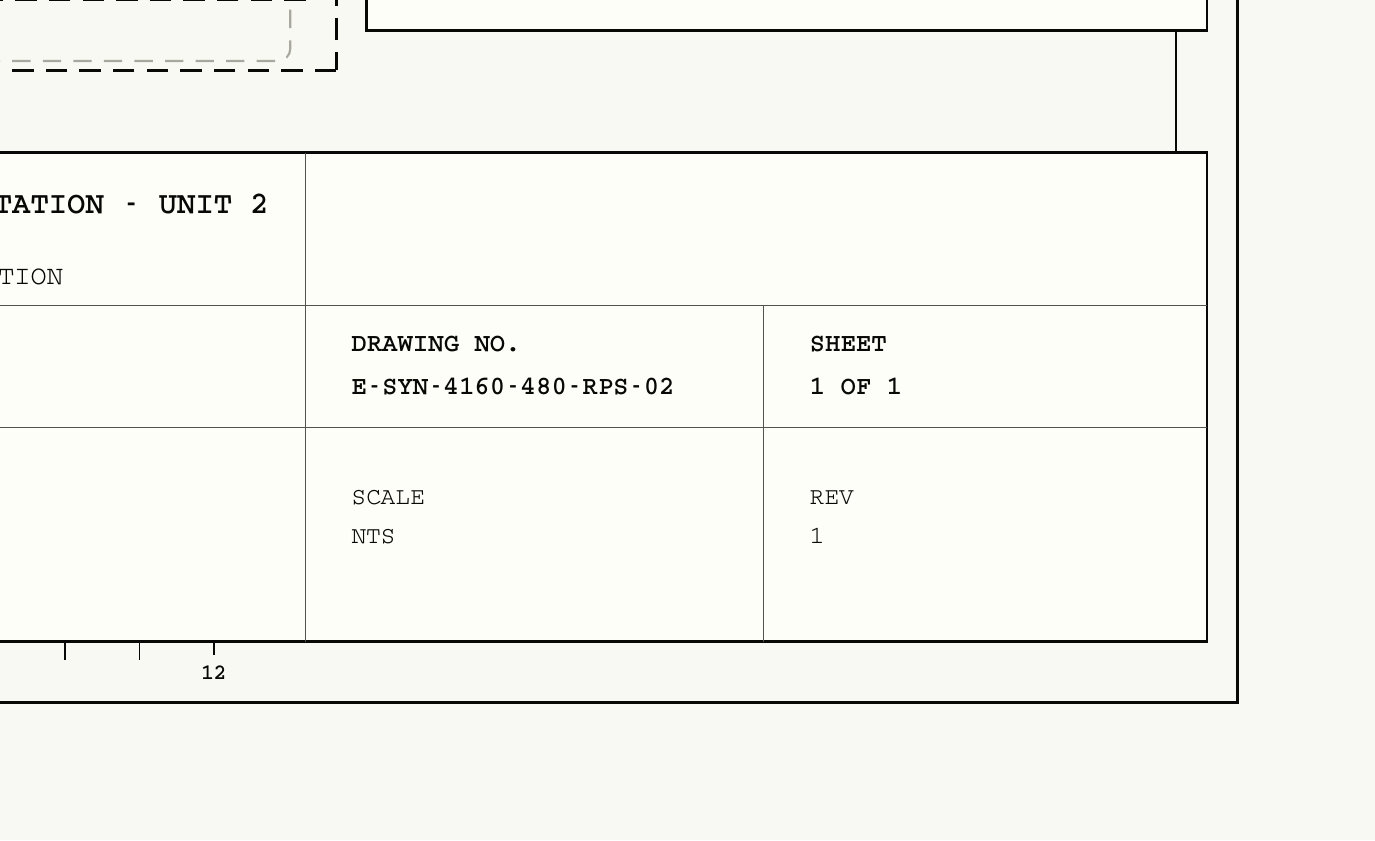 TATION - UNIT 2
TION
DRAWING NO.
E-SYN-4160-480-RPS-02
SHEET
1 OF 1
SCALE
NTS
REV
1
12